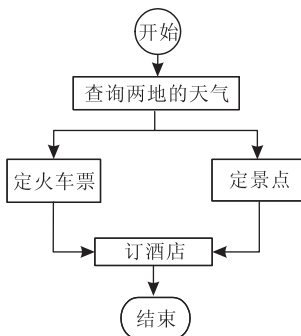 开始
查询两地的天气
定火车票
定景点
订酒店
结束